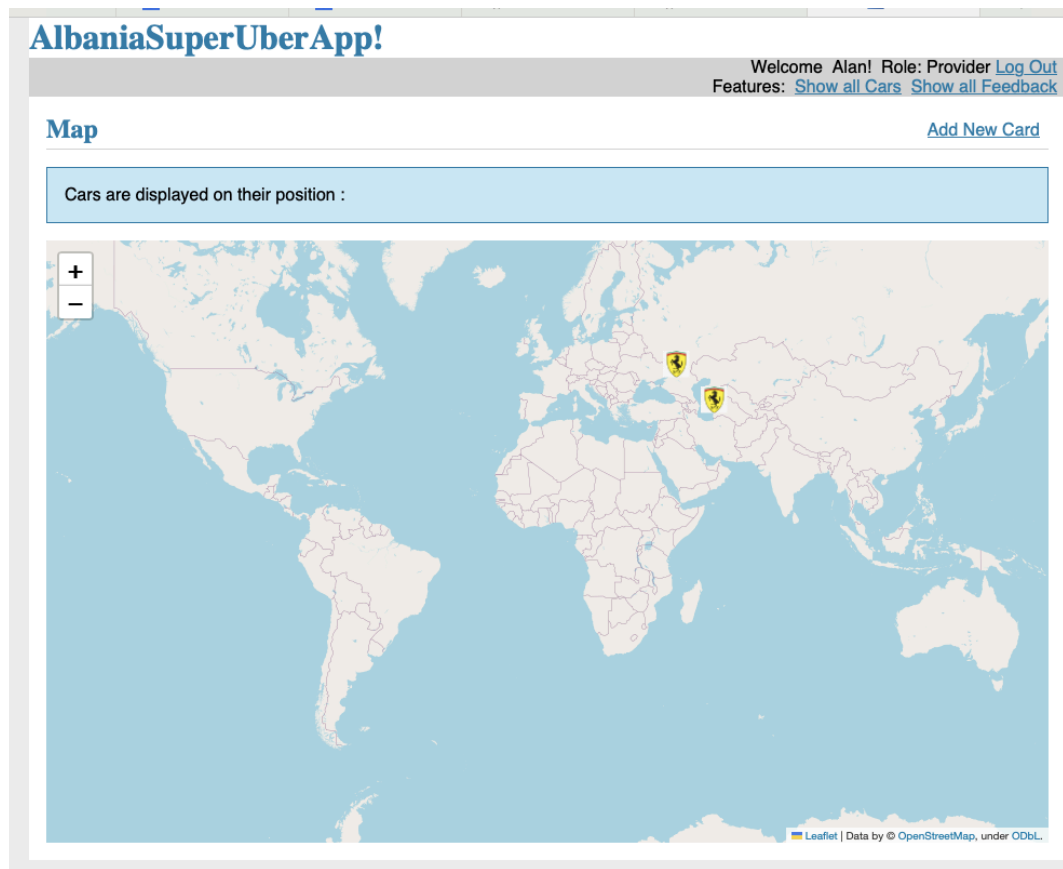 AlbaniaSuperUberApp!
Welcome Alan! Role: Provider Log Out
Features: Show all Cars Show all Feedback
Map
Add New Card
Cars are displayed on their position :
+
−
Leaflet | Data by © OpenStreetMap, under ODbL.